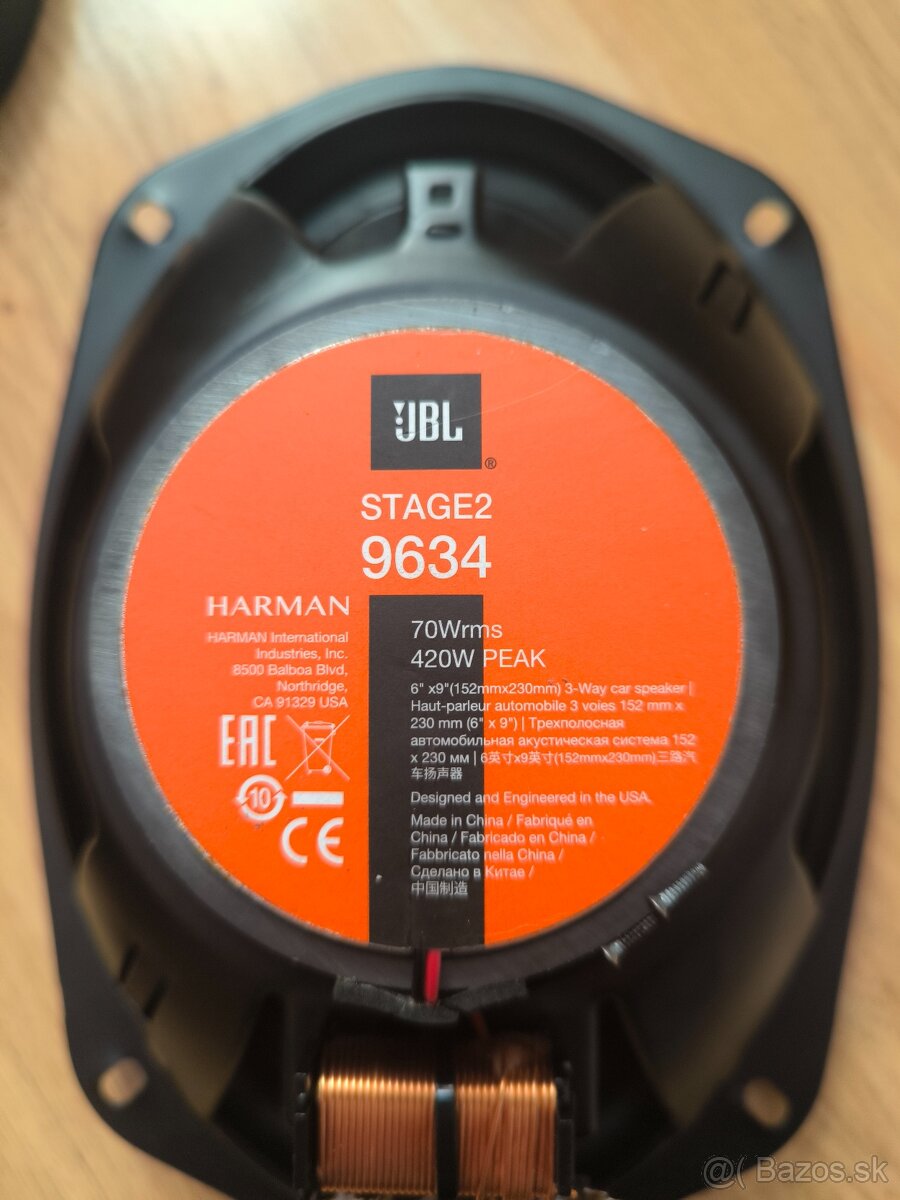 JBL
®
STAGE2
9634
HARMAN
HARMAN International
Industries, Inc.
8500 Balboa Blvd,
Northridge,
CA 91329 USA
EAC
10
CE
70Wrms
420W PEAK
6" x9"(152mmx230mm) 3-Way car speaker |
Haut-parleur automobile 3 voies 152 mm x
230 mm (6" x 9") | Трехполосная
автомобильная акустическая система 152
x 230 мм | 6英寸x9英寸(152mmx230mm)三路汽
车扬声器
Designed and Engineered in the USA.
Made in China / Fabriqué en
China / Fabricado en China /
Fabbricato nella China /
Сделано в Китае /
中国制造
@( Bazos.sk